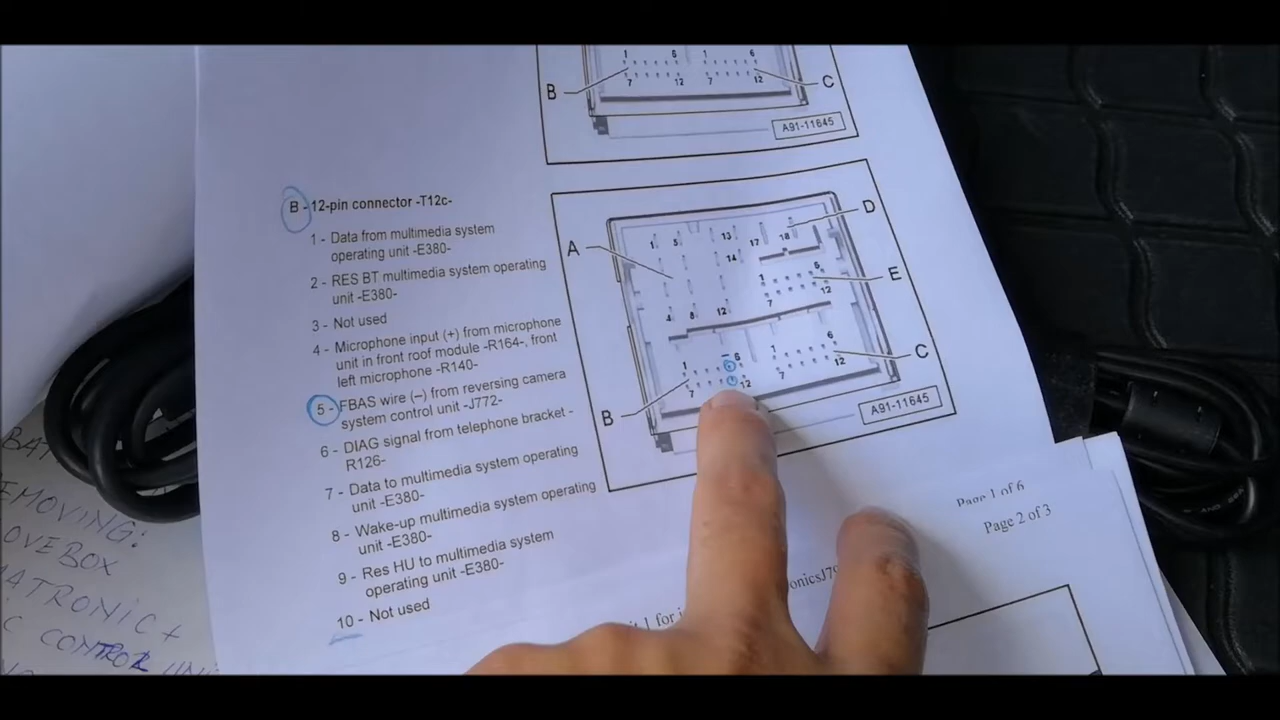 1 6 1 6
B C
7 12 7 12
A91-11645
B - 12-pin connector -T12c-
1 - Data from multimedia system
operating unit -E380-
2 - RES BT multimedia system operating
unit -E380-
3 - Not used
4 - Microphone input (+) from microphone
unit in front roof module -R164-, front
left microphone -R140-
5 - FBAS wire (–) from reversing camera
system control unit -J772-
6 - DIAG signal from telephone bracket -
R126-
7 - Data to multimedia system operating
unit -E380-
8 - Wake-up multimedia system operating
unit -E380-
9 - Res HU to multimedia system
operating unit -E380-
10 - Not used
D
A 1 5 13 17 18
14
1 6 E
7 12
4 8 12
1 6 1 6 C
7 12 7 12
B
A91-11645
Page 1 of 6
Page 2 of 3
EMOVING:
OVEBOX
ATRONIC +
C CONTROL UNI